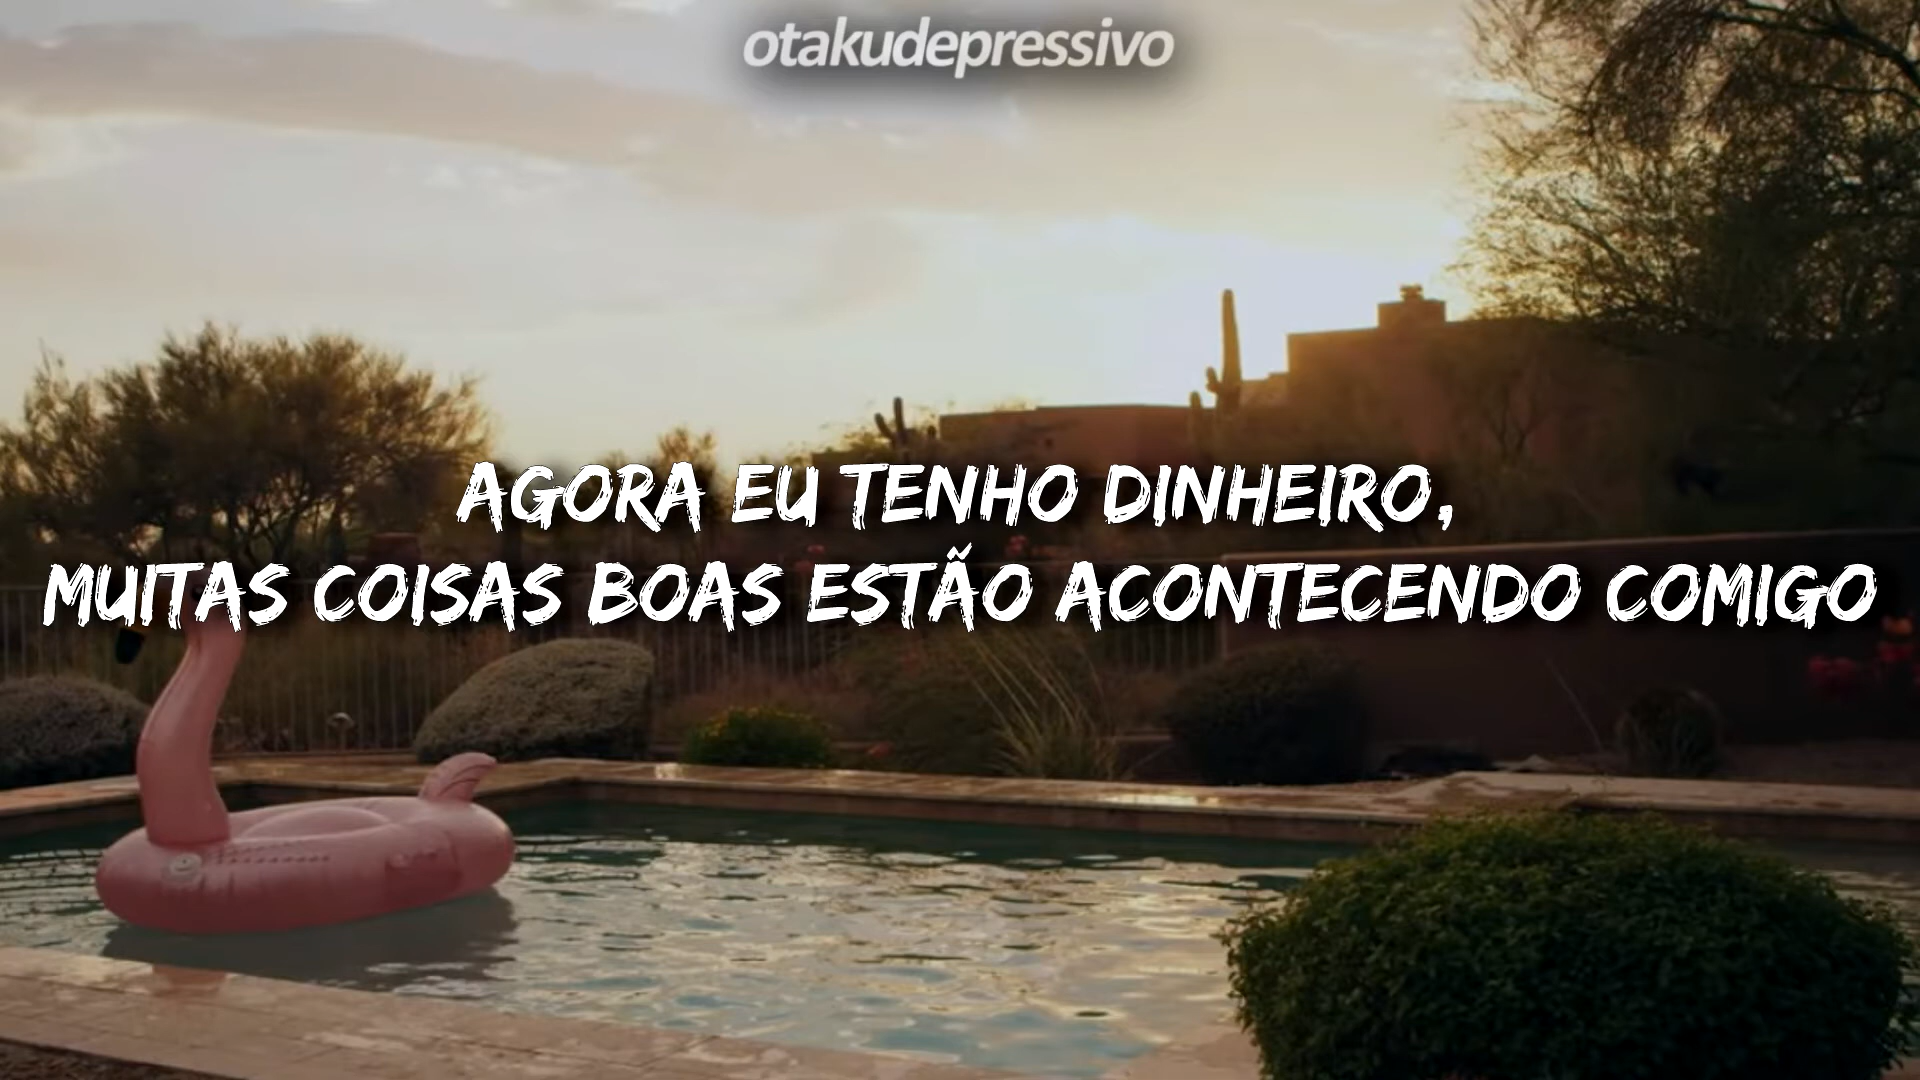 otakudepressivo
AGORA EU TENHO DINHEIRO,
MUITAS COISAS BOAS ESTÃO ACONTECENDO COMIGO